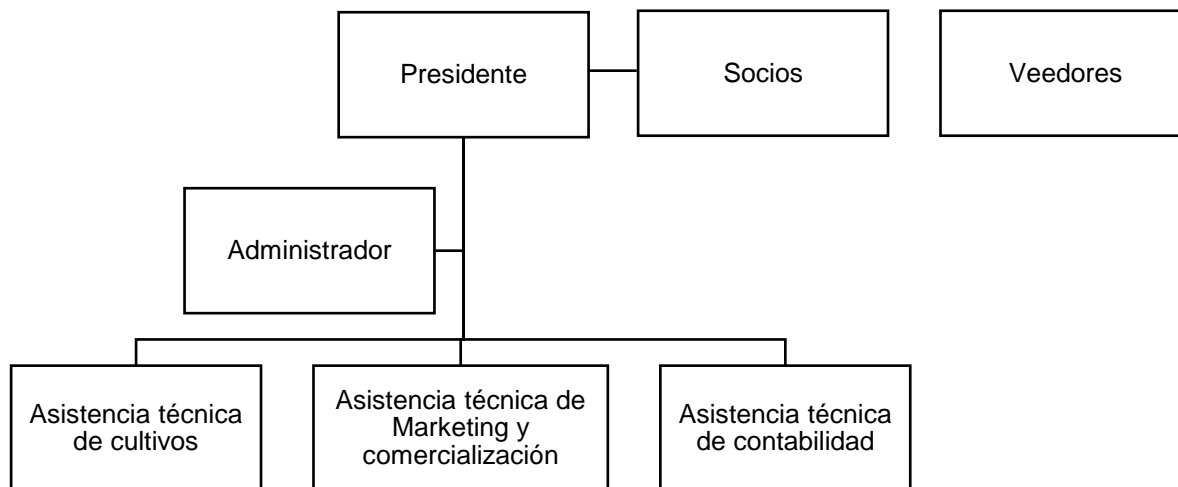 Presidente
Socios
Veedores
Administrador
Asistencia técnica
de cultivos
Asistencia técnica de
Marketing y
comercialización
Asistencia técnica
de contabilidad